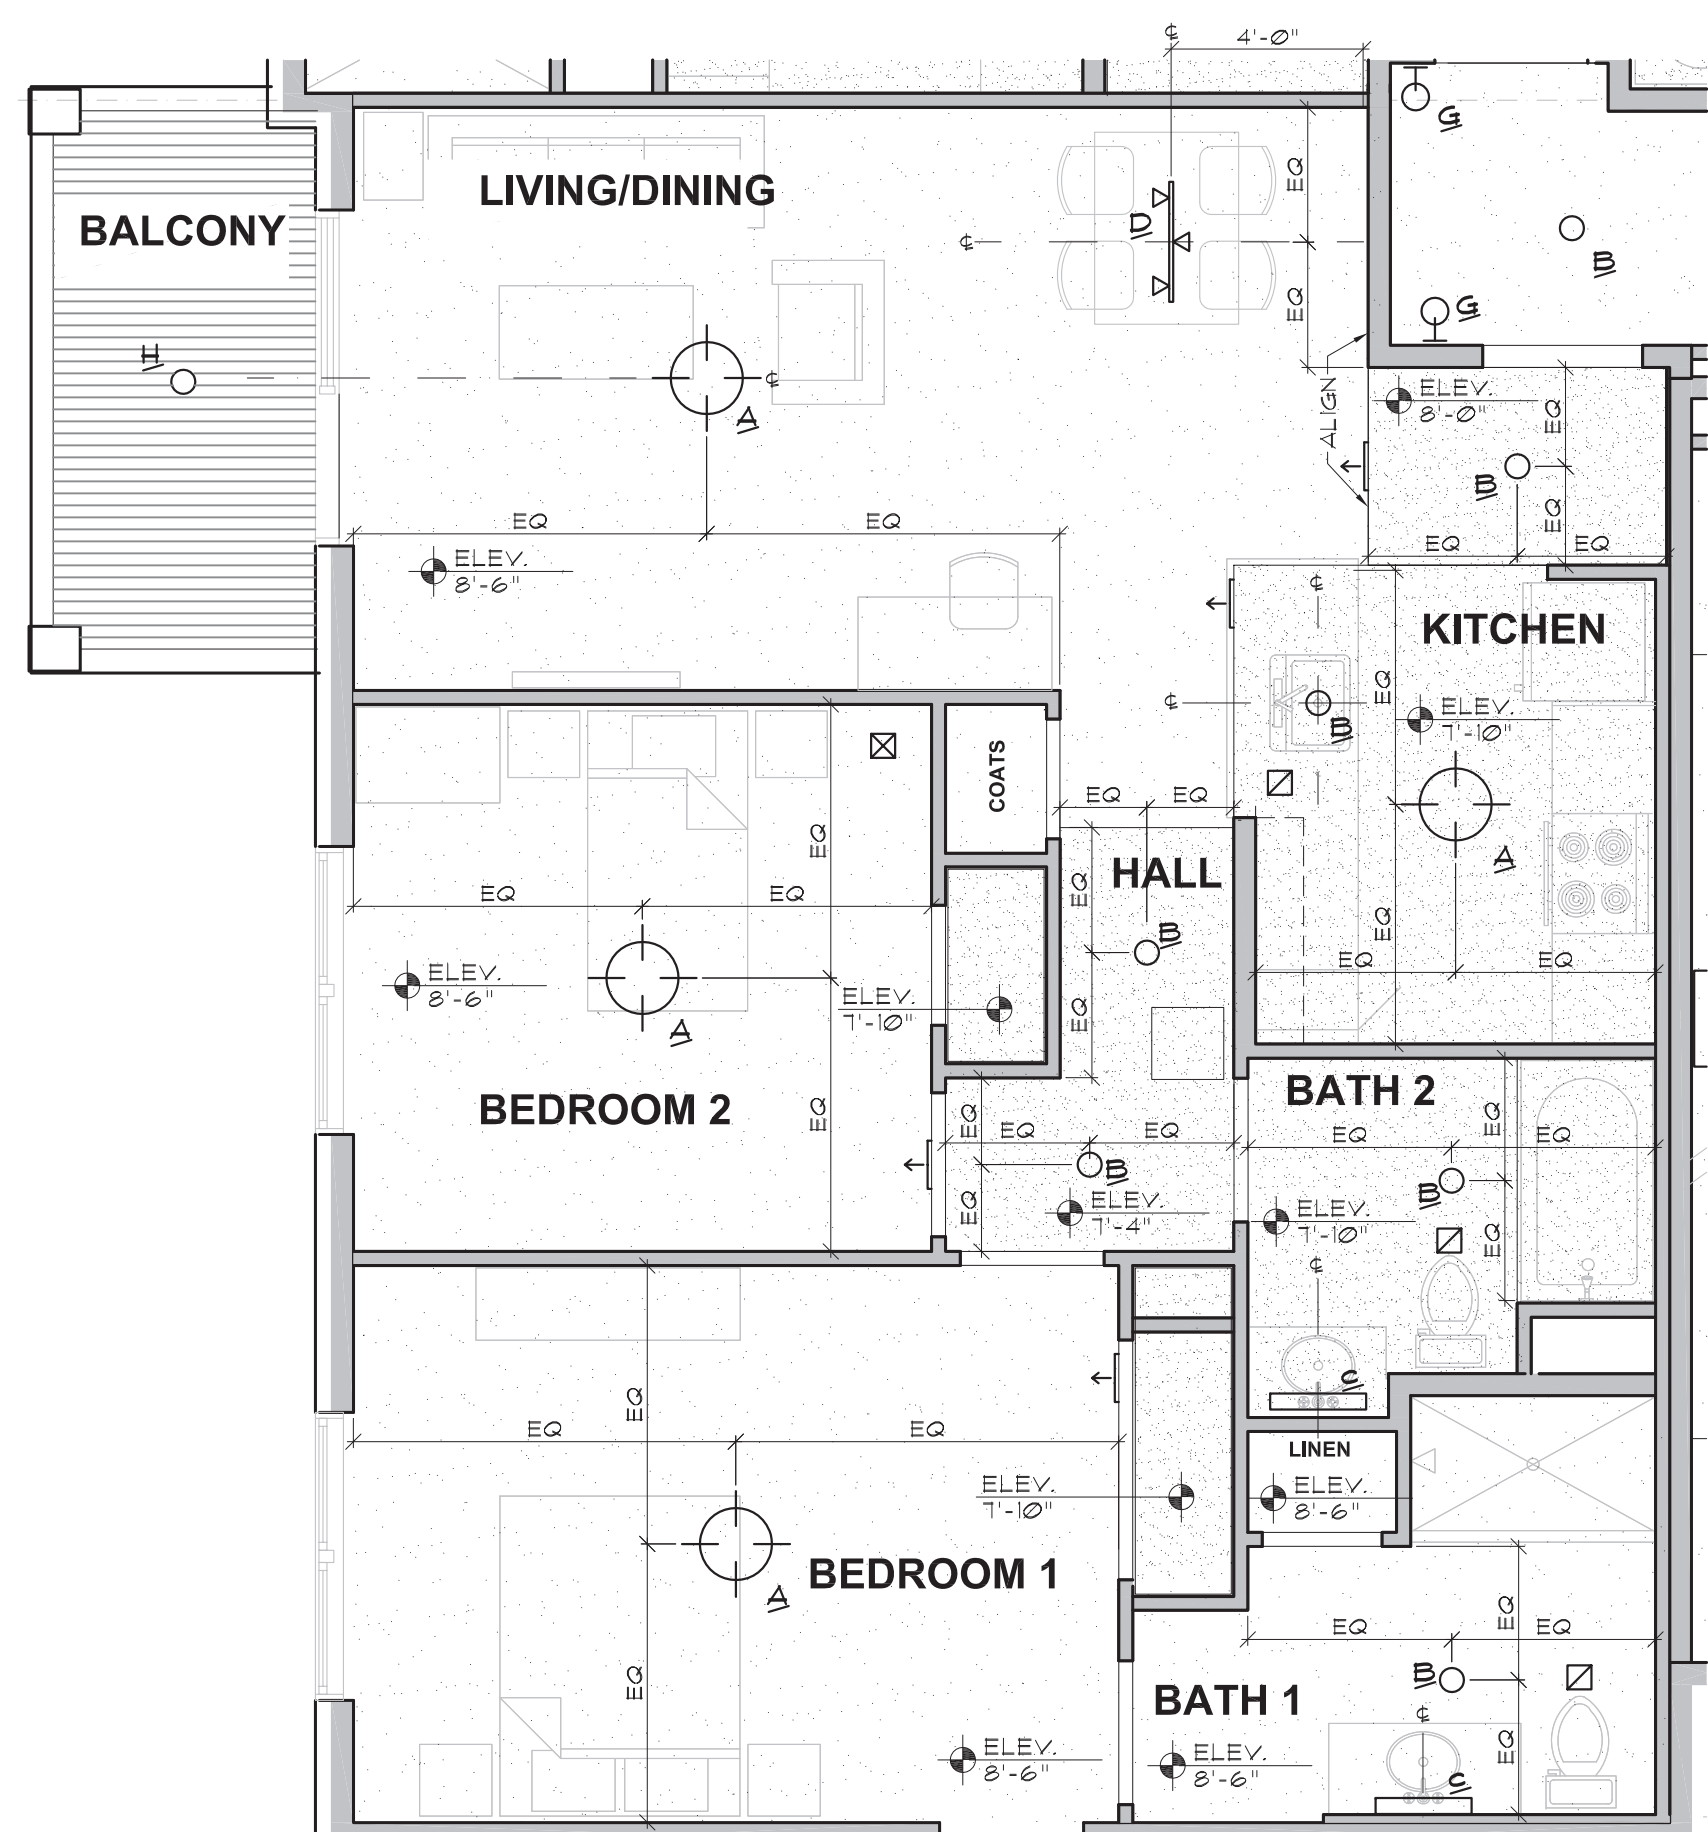 ℄
4'-0"
G
LIVING/DINING
EQ
BALCONY
D
℄
B
EQ
G
H
℄
ALIGN
ELEV.
8'-0"
EQ
A
B
EQ
EQ
EQ
EQ
EQ
ELEV.
8'-6"
℄
KITCHEN
EQ
℄
B
ELEV.
7'-10"
COATS
EQ
EQ
EQ
A
HALL
EQ
EQ
EQ
EQ
B
EQ
EQ
EQ
ELEV.
8'-6"
ELEV.
7'-10"
EQ
A
BEDROOM 2
EQ
BATH 2
EQ
EQ
EQ
EQ
EQ
EQ
B
B
EQ
ELEV.
7'-4"
ELEV.
7'-10"
EQ
℄
C
EQ
EQ
EQ
LINEN
ELEV.
7'-10"
ELEV.
8'-6"
BEDROOM 1
A
EQ
EQ
EQ
EQ
B
BATH 1
℄
ELEV.
8'-6"
ELEV.
8'-6"
EQ
C